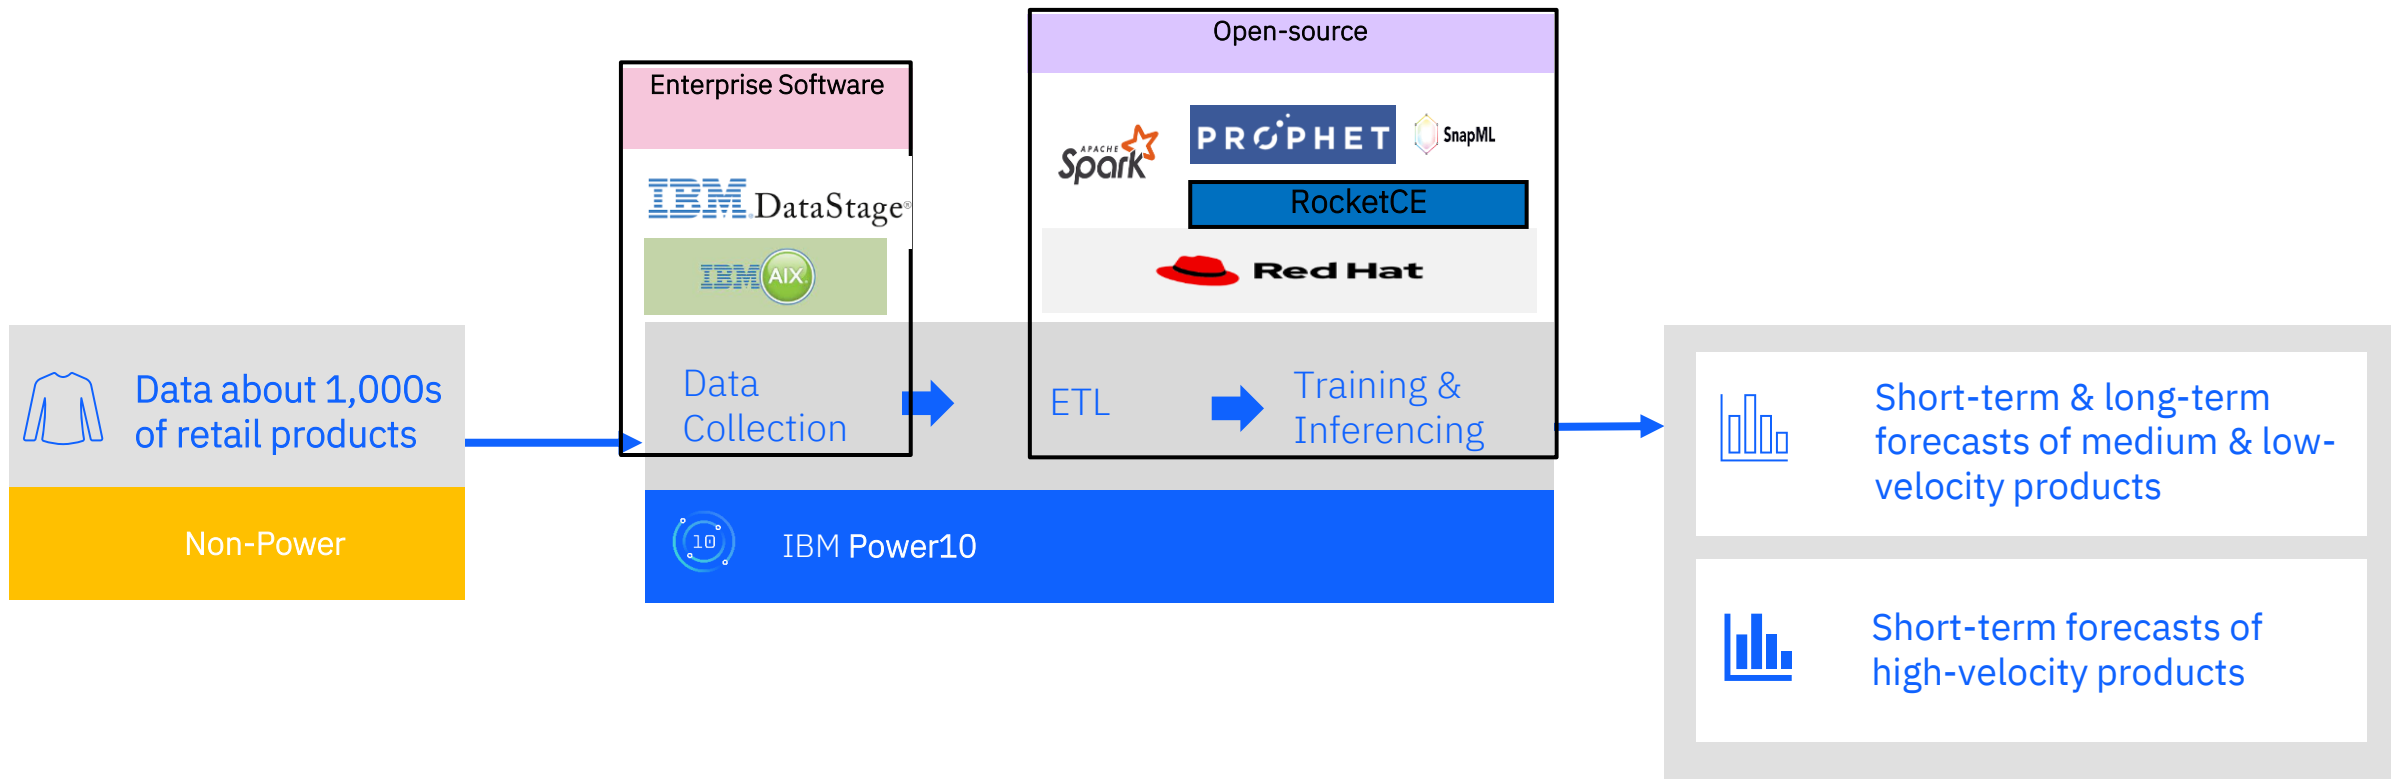 Open-source
Enterprise Software
APACHE
Spark
PROPHET
SnapML
RocketCE
IBM DataStage®
IBM AIX
Red Hat
Data about 1,000s
of retail products
Non-Power
Data
Collection
ETL
Training &
Inferencing
10
IBM Power10
Short-term & long-term
forecasts of medium & low-
velocity products
Short-term forecasts of
high-velocity products